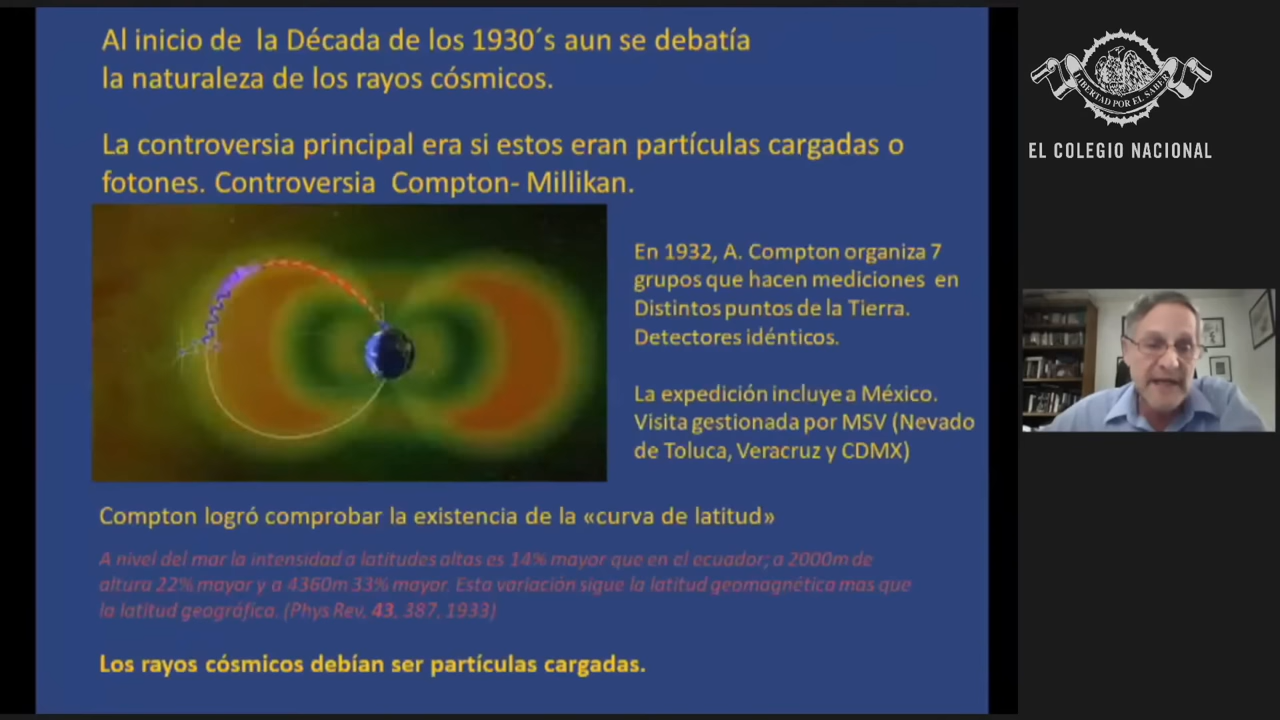 Al inicio de la Década de los 1930´s aun se debatía
la naturaleza de los rayos cósmicos.
La controversia principal era si estos eran partículas cargadas o
fotones. Controversia Compton- Millikan.
En 1932, A. Compton organiza 7
grupos que hacen mediciones en
Distintos puntos de la Tierra.
Detectores idénticos.
La expedición incluye a México.
Visita gestionada por MSV (Nevado
de Toluca, Veracruz y CDMX)
Compton logró comprobar la existencia de la «curva de latitud»
A nivel del mar la intensidad a latitudes altas es 14% mayor que en el ecuador; a 2000m de
altura 22% mayor y a 4360m 33% mayor. Esta variación sigue la latitud geomagnética mas que
la latitud geográfica. (Phys Rev, 43, 387, 1933)
Los rayos cósmicos debían ser partículas cargadas.
LIBERTAD POR EL SABER
EL COLEGIO NACIONAL